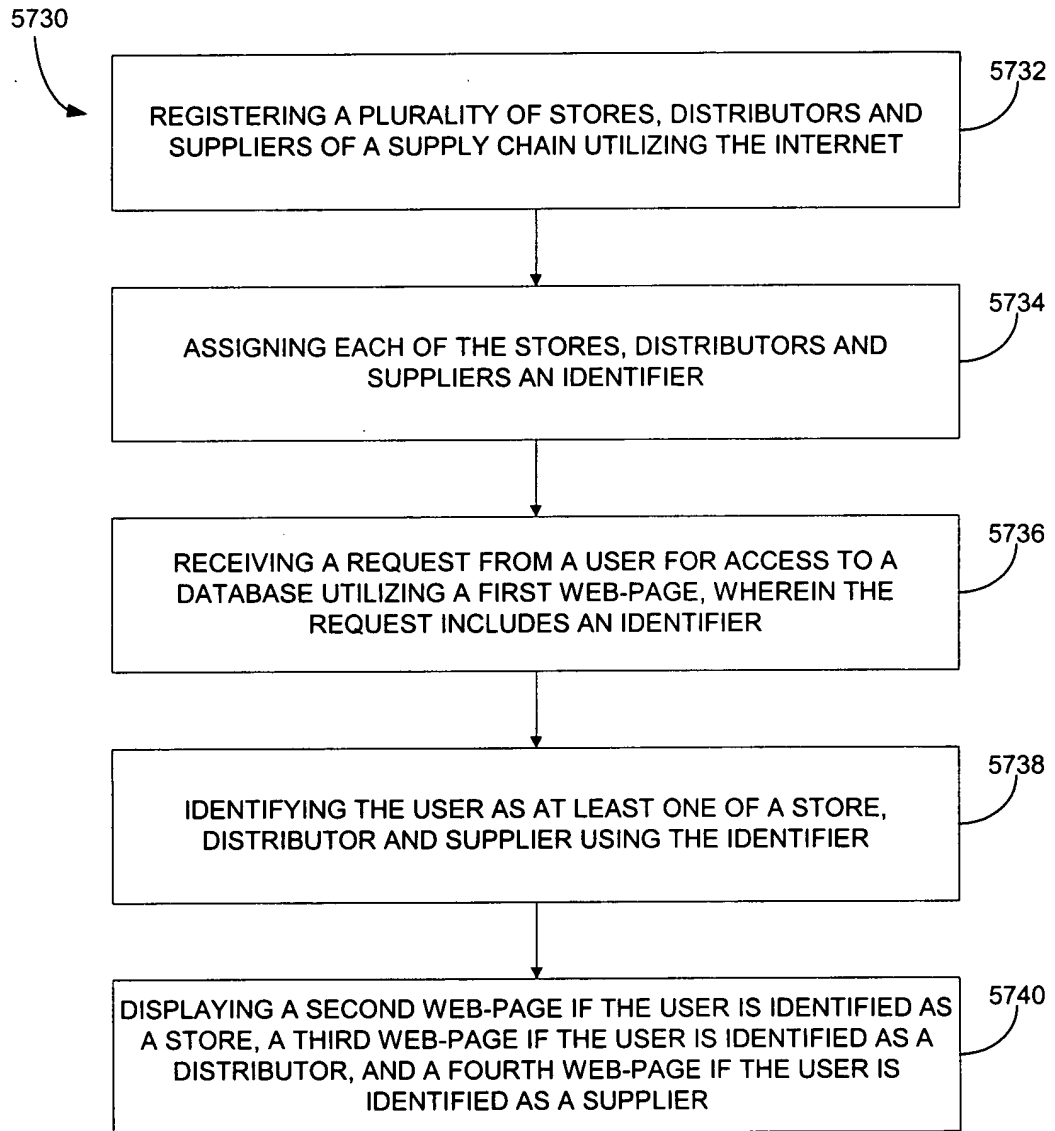 5730
5732
REGISTERING A PLURALITY OF STORES, DISTRIBUTORS AND
SUPPLIERS OF A SUPPLY CHAIN UTILIZING THE INTERNET
5734
ASSIGNING EACH OF THE STORES, DISTRIBUTORS AND
SUPPLIERS AN IDENTIFIER
5736
RECEIVING A REQUEST FROM A USER FOR ACCESS TO A
DATABASE UTILIZING A FIRST WEB-PAGE, WHEREIN THE
REQUEST INCLUDES AN IDENTIFIER
5738
IDENTIFYING THE USER AS AT LEAST ONE OF A STORE,
DISTRIBUTOR AND SUPPLIER USING THE IDENTIFIER
5740
DISPLAYING A SECOND WEB-PAGE IF THE USER IS IDENTIFIED AS
A STORE, A THIRD WEB-PAGE IF THE USER IS IDENTIFIED AS A
DISTRIBUTOR, AND A FOURTH WEB-PAGE IF THE USER IS
IDENTIFIED AS A SUPPLIER